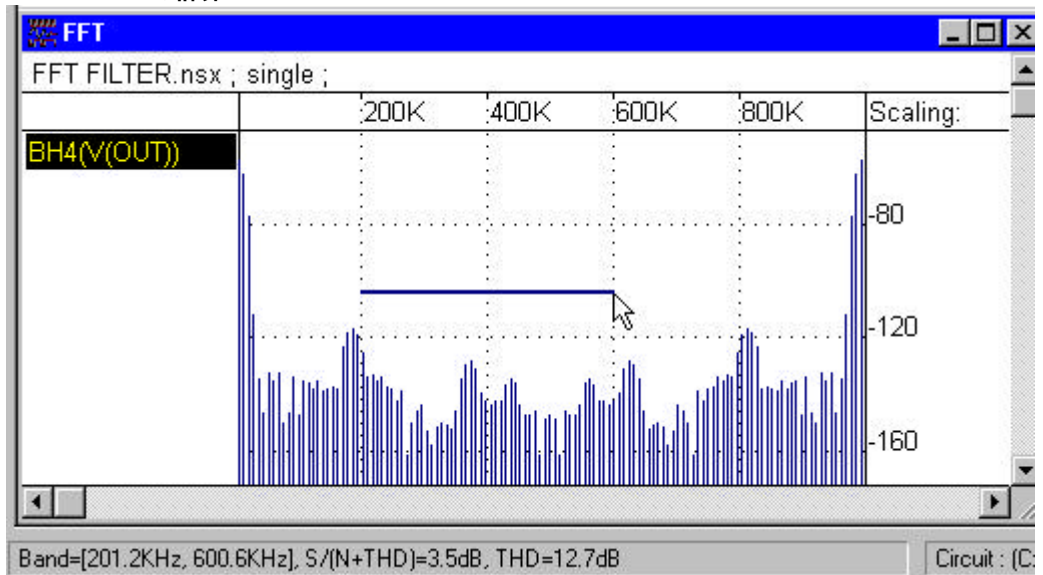 FFT
FFT FILTER.nsx ; single ;
200K 400K 600K 800K Scaling:
BH4(V(OUT))
-80
-120
-160
Band=[201.2KHz, 600.6KHz], S/(N+THD)=3.5dB, THD=12.7dB Circuit : (C: